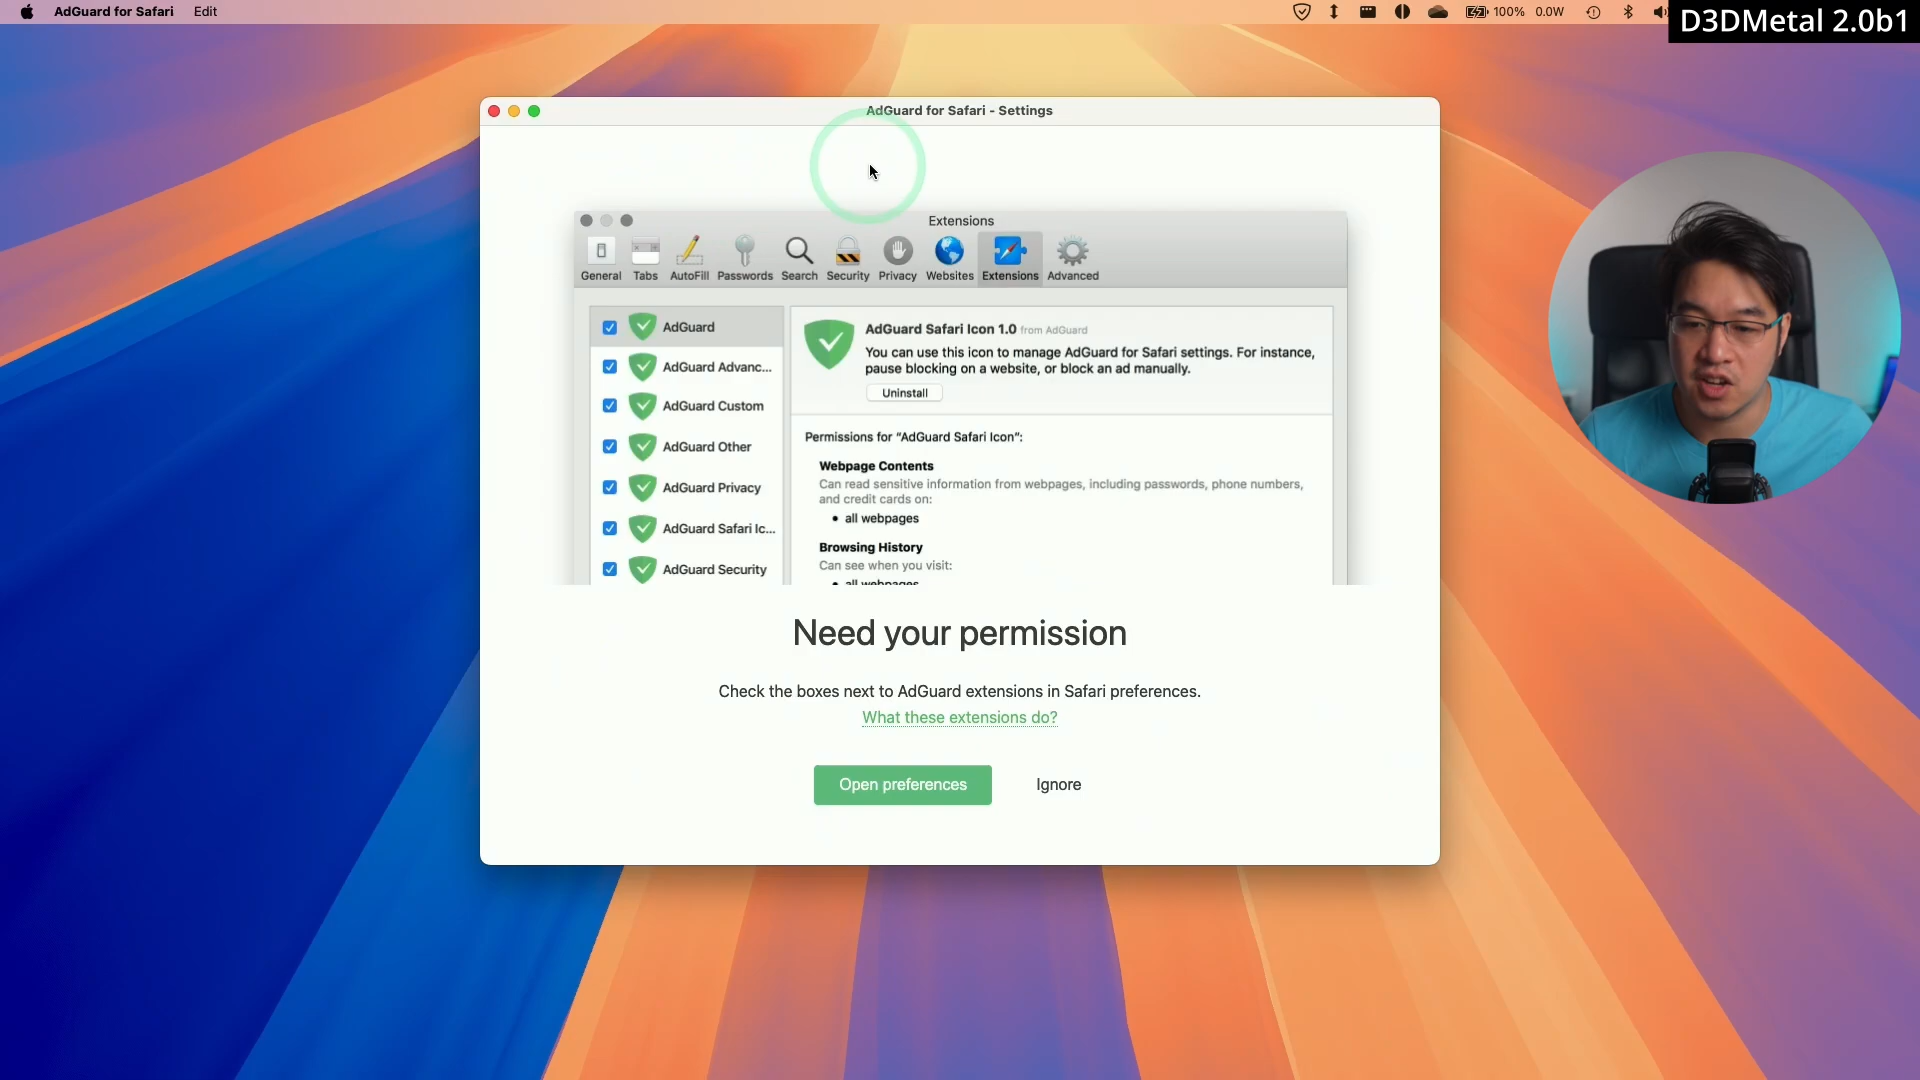 AdGuard for Safari Edit
100% 0.0W
D3DMetal 2.0b1
AdGuard for Safari - Settings
Extensions
General Tabs AutoFill Passwords Search Security Privacy Websites Extensions Advanced
AdGuard
AdGuard Advanc...
AdGuard Custom
AdGuard Other
AdGuard Privacy
AdGuard Safari Ic...
AdGuard Security
AdGuard Safari Icon 1.0 from AdGuard
You can use this icon to manage AdGuard for Safari settings. For instance,
pause blocking on a website, or block an ad manually.
Uninstall
Permissions for “AdGuard Safari Icon”:
Webpage Contents
Can read sensitive information from webpages, including passwords, phone numbers,
and credit cards on:
• all webpages
Browsing History
Can see when you visit:
• all webpages
Need your permission
Check the boxes next to AdGuard extensions in Safari preferences.
What these extensions do?
Open preferences
Ignore